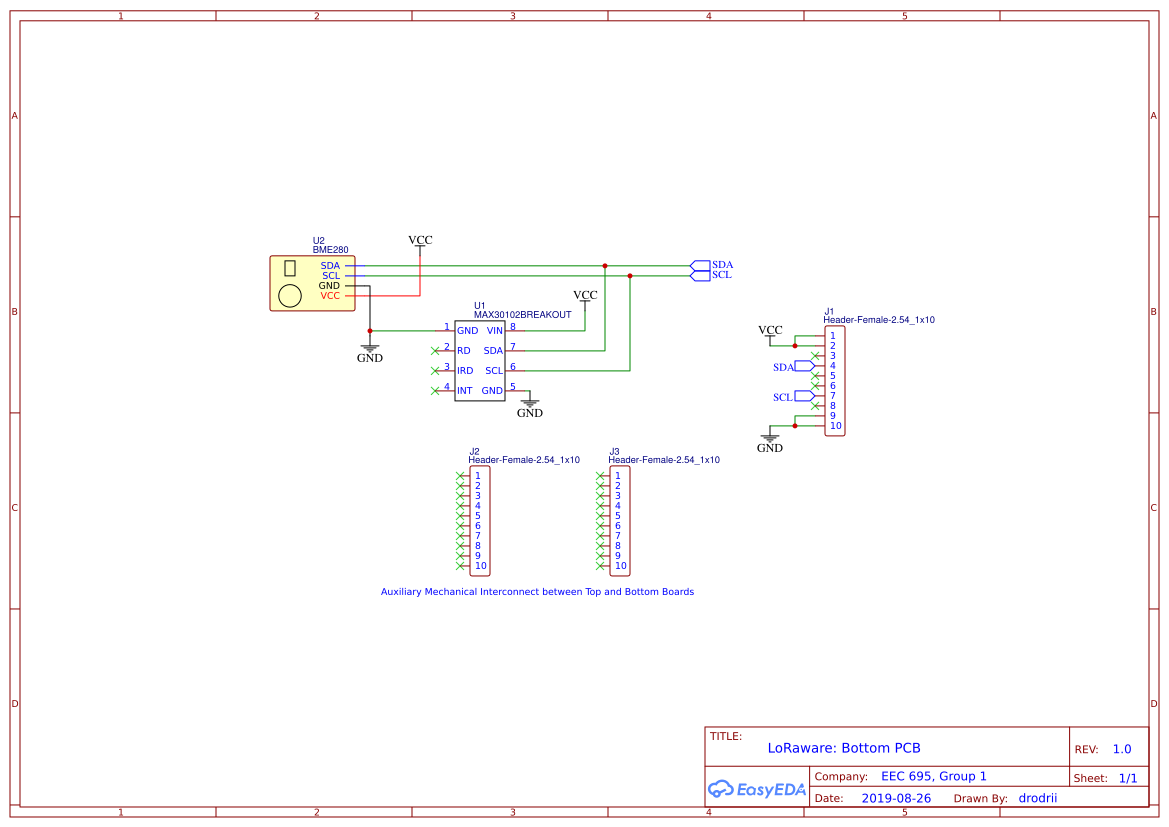 1 2 3 4 5
A A
U2
BME280
SDA
SCL
GND
VCC
VCC
SDA
SCL
B B
GND
U1
MAX30102BREAKOUT
VCC
1 GND VIN 8
2 RD SDA 7
3 IRD SCL 6
4 INT GND 5
GND
J1
Header-Female-2.54_1x10
VCC
SDA
SCL
GND
1
2
3
4
5
6
7
8
9
10
J2
Header-Female-2.54_1x10
1
2
3
4
5
6
7
8
9
10
J3
Header-Female-2.54_1x10
1
2
3
4
5
6
7
8
9
10
C C
Auxiliary Mechanical Interconnect between Top and Bottom Boards
D D
TITLE:
LoRaware: Bottom PCB
REV: 1.0
EasyEDA
Company: EEC 695, Group 1
Sheet: 1/1
Date: 2019-08-26 Drawn By: drodrii
1 2 3 4 5